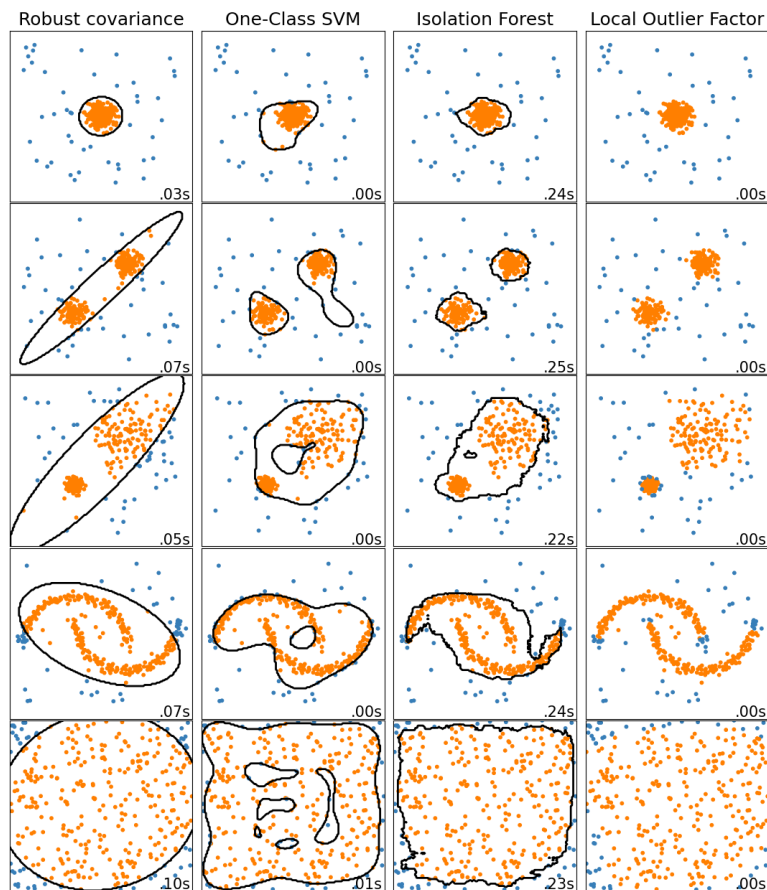 Robust covariance One-Class SVM Isolation Forest Local Outlier Factor
.03s .00s .24s .00s
.07s .00s .25s .00s
.05s .00s .22s .00s
.07s .00s .24s .00s
.10s .01s .23s .00s